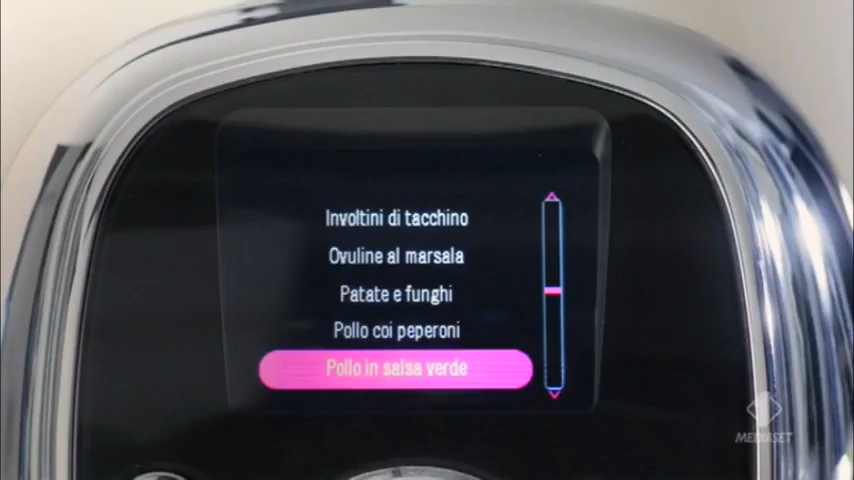 Involtini di tacchino
Ovuline al marsala
Patate e funghi
Pollo coi peperoni
Pollo in salsa verde
MEDIASET